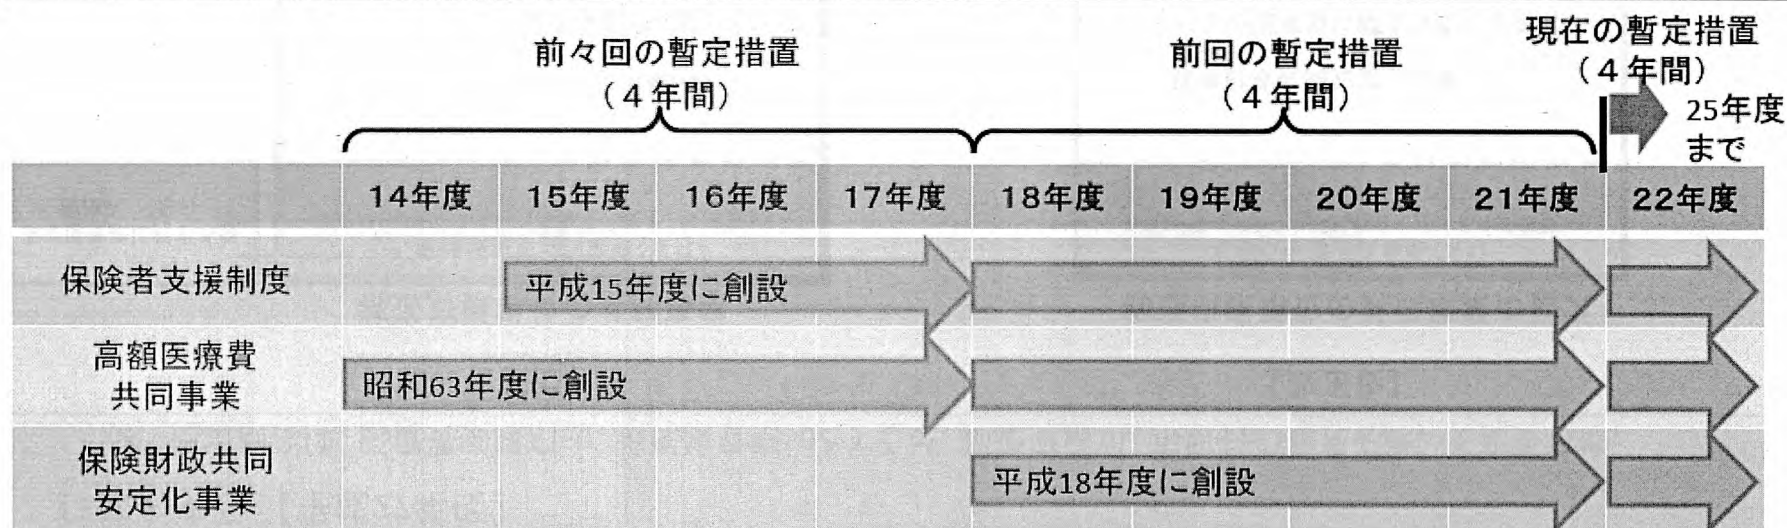 前々回の暫定措置
（４年間）
前回の暫定措置
（４年間）
現在の暫定措置
（４年間）
25年度
まで
14年度 15年度 16年度 17年度 18年度 19年度 20年度 21年度 22年度
保険者支援制度
平成15年度に創設
高額医療費
共同事業
昭和63年度に創設
保険財政共同
安定化事業
平成18年度に創設